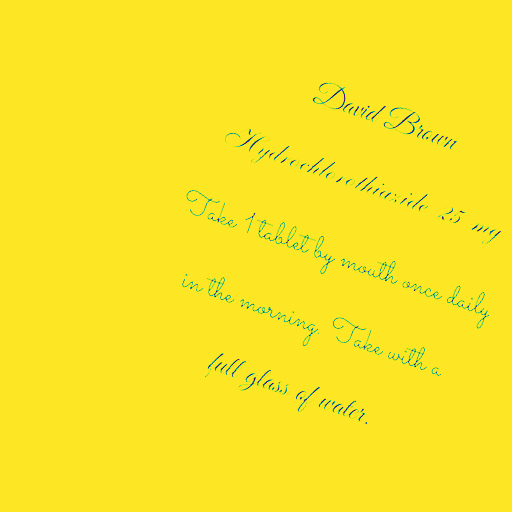 David Brown
Hydrochlorothiazide 25 mg
Take 1 tablet by mouth once daily
in the morning. Take with a
full glass of water.